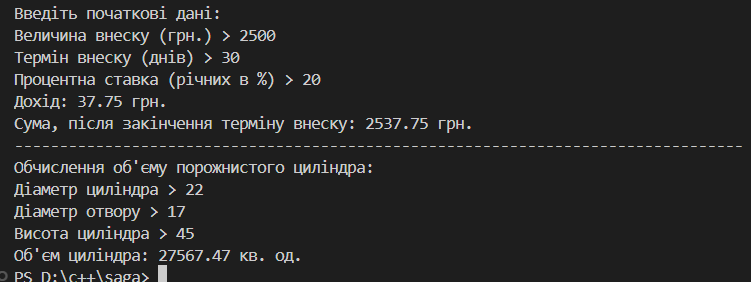 Введіть початкові дані:
Величина внеску (грн.) > 2500
Термін внеску (днів) > 30
Процентна ставка (річних в %) > 20
Дохід: 37.75 грн.
Сума, після закінчення терміну внеску: 2537.75 грн.
--------------------------------------------------------------------------------
Обчислення об'єму порожнистого циліндра:
Діаметр циліндра > 22
Діаметр отвору > 17
Висота циліндра > 45
Об'єм циліндра: 27567.47 кв. од.
PS D:\c++\saga>